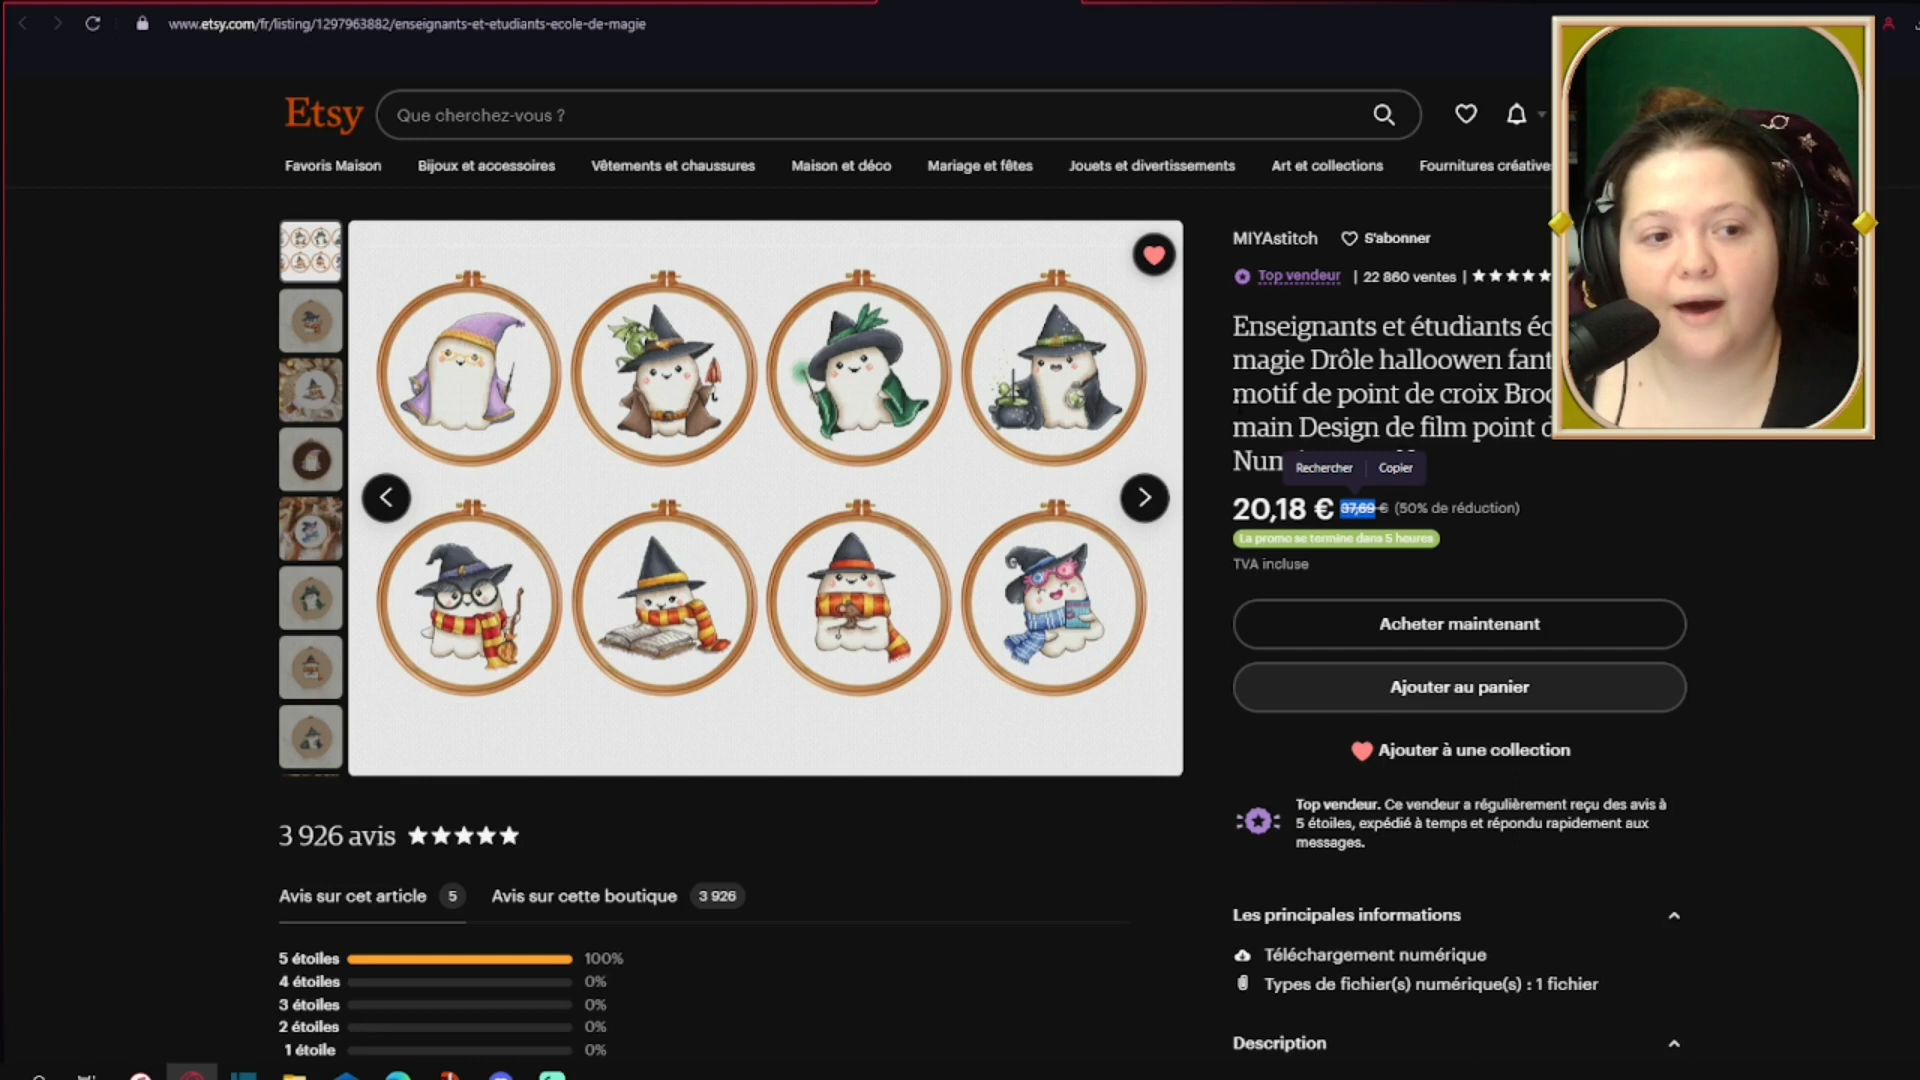 www.etsy.com/fr/listing/1297963882/enseignants-et-etudiants-ecole-de-magie
Etsy
Que cherchez-vous ?
Favoris Maison
Bijoux et accessoires
Vêtements et chaussures
Maison et déco
Mariage et fêtes
Jouets et divertissements
Art et collections
Fournitures créatives
MIYAstitch
S'abonner
Top vendeur | 22 860 ventes |
Enseignants et étudiants éc
magie Drôle halloowen fant
motif de point de croix Broc
main Design de film point d
Num
Rechercher
Copier
20,18 €
37,69 € (50% de réduction)
La promo se termine dans 5 heures
TVA incluse
Acheter maintenant
Ajouter au panier
Ajouter à une collection
Top vendeur. Ce vendeur a régulièrement reçu des avis à
5 étoiles, expédié à temps et répondu rapidement aux
messages.
3 926 avis
Avis sur cet article 5
Avis sur cette boutique 3 926
5 étoiles 100%
4 étoiles 0%
3 étoiles 0%
2 étoiles 0%
1 étoile 0%
Les principales informations
Téléchargement numérique
Types de fichier(s) numérique(s) : 1 fichier
Description